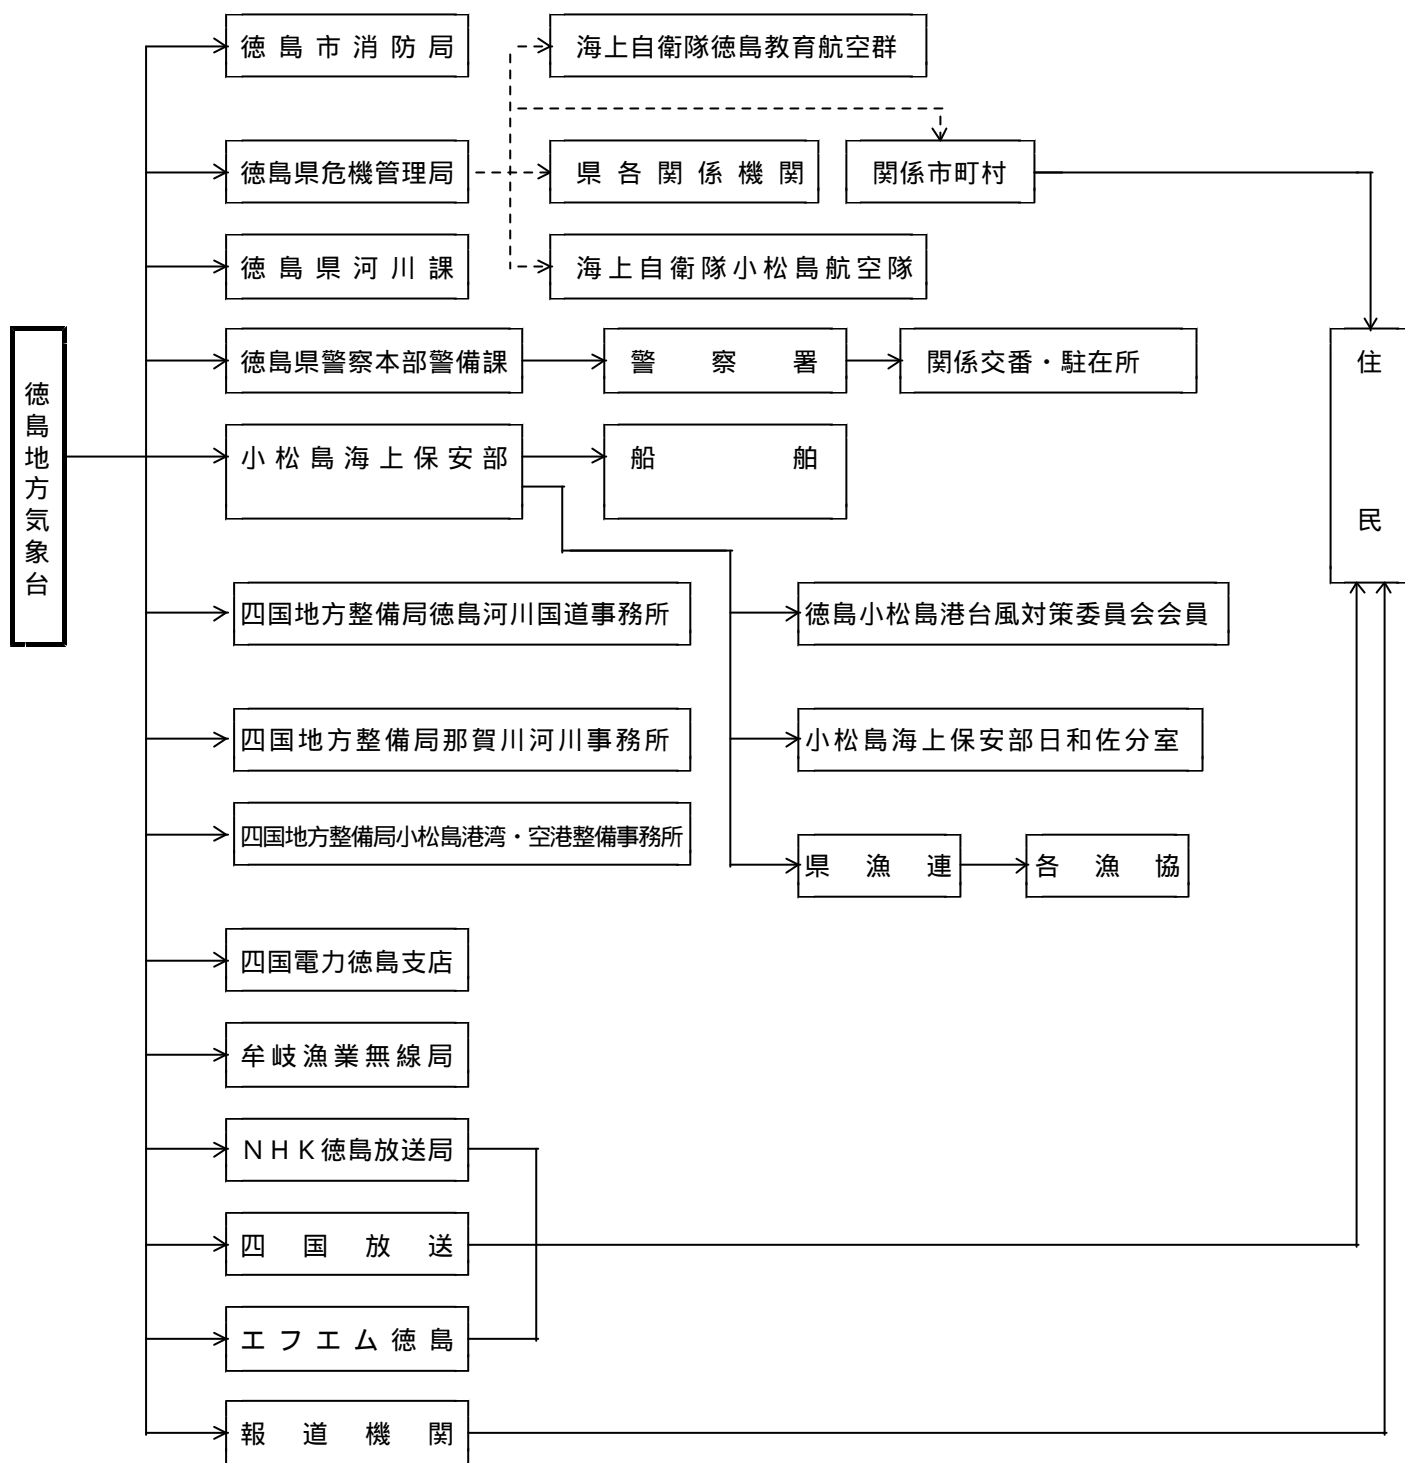 徳島市消防局
海上自衛隊徳島教育航空群
徳島県危機管理局
県各関係機関
関係市町村
徳島県河川課
海上自衛隊小松島航空隊
徳島地方気象台
徳島県警察本部警備課
警察署
関係交番・駐在所
住民
小松島海上保安部
船舶
四国地方整備局徳島河川国道事務所
徳島小松島港台風対策委員会会員
四国地方整備局那賀川河川事務所
小松島海上保安部日和佐分室
四国地方整備局小松島港湾・空港整備事務所
県漁連
各漁協
四国電力徳島支店
牟岐漁業無線局
ＮＨＫ徳島放送局
四国放送
エフエム徳島
報道機関